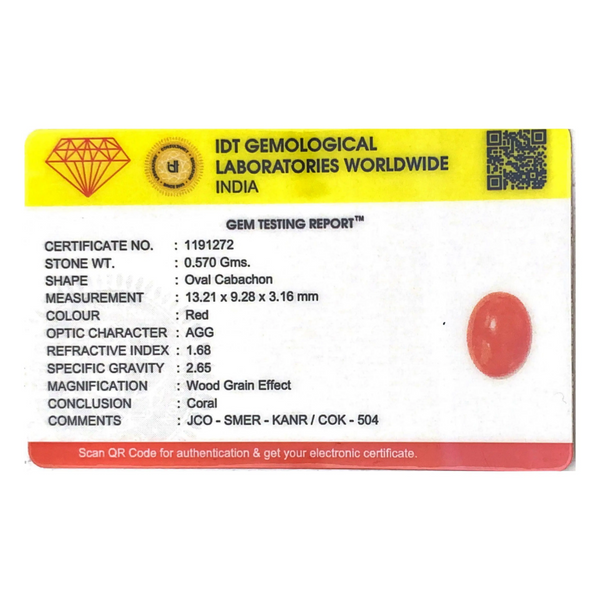 IDT GEMOLOGICAL
LABORATORIES WORLDWIDE
INDIA
GEM TESTING REPORT™
CERTIFICATE NO. : 1191272
STONE WT. : 0.570 Gms.
SHAPE : Oval Cabachon
MEASUREMENT : 13.21 x 9.28 x 3.16 mm
COLOUR : Red
OPTIC CHARACTER : AGG
REFRACTIVE INDEX : 1.68
SPECIFIC GRAVITY : 2.65
MAGNIFICATION : Wood Grain Effect
CONCLUSION : Coral
COMMENTS : JCO - SMER - KANR / COK - 504
Scan QR Code for authentication & get your electronic certificate.